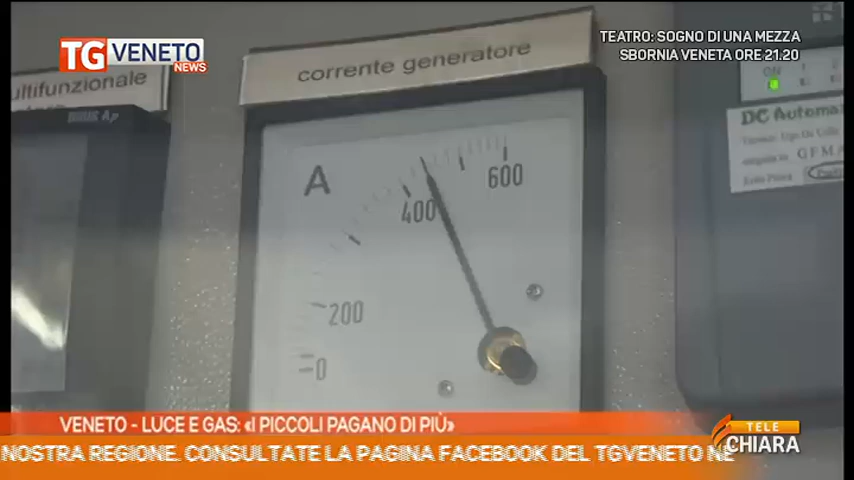 TG VENETO
NEWS
TEATRO: SOGNO DI UNA MEZZA
SBORNIA VENETA ORE 21.20
ultifunzionale
corrente generatore
A
600
400
200
0
ON
DC Automa
GFMA
VENETO - LUCE E GAS: «I PICCOLI PAGANO DI PIÙ»
TELE
CHIARA
NOSTRA REGIONE. CONSULTATE LA PAGINA FACEBOOK DEL TGVENETO NE